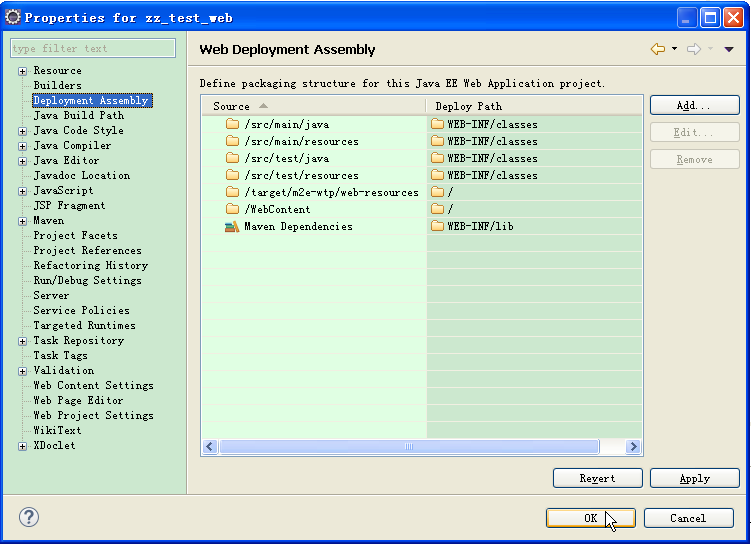 Properties for zz_test_web
type filter text
Resource
Builders
Deployment Assembly
Java Build Path
Java Code Style
Java Compiler
Java Editor
Javadoc Location
JavaScript
JSP Fragment
Maven
Project Facets
Project References
Refactoring History
Run/Debug Settings
Server
Service Policies
Targeted Runtimes
Task Repository
Task Tags
Validation
Web Content Settings
Web Page Editor
Web Project Settings
WikiText
XDoclet
Web Deployment Assembly
Define packaging structure for this Java EE Web Application project.
Source Deploy Path
/src/main/java WEB-INF/classes
/src/main/resources WEB-INF/classes
/src/test/java WEB-INF/classes
/src/test/resources WEB-INF/classes
/target/m2e-wtp/web-resources /
/WebContent /
Maven Dependencies WEB-INF/lib
Add...
Edit...
Remove
Revert Apply
? OK Cancel